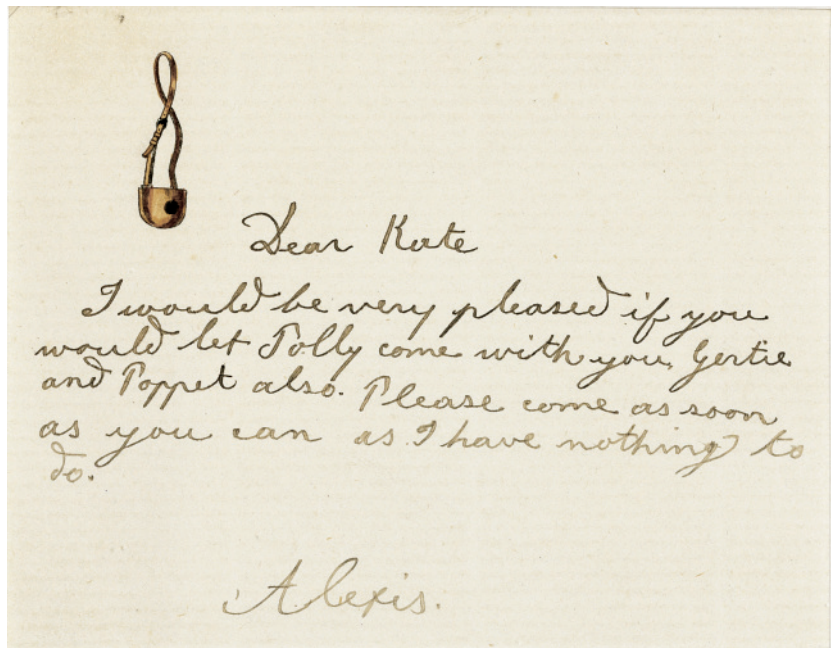 Dear Kate
I would be very pleased if you
would let Polly come with you, Gertie
and Poppet also. Please come as soon
as you can as I have nothing to
do.
Alexis.